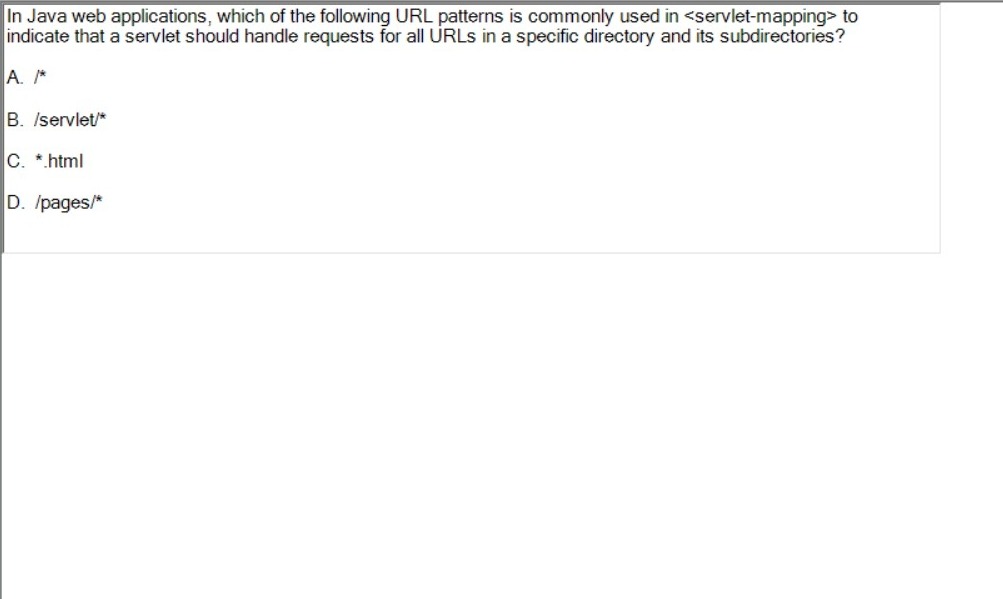 In Java web applications, which of the following URL patterns is commonly used in <servlet-mapping> to
indicate that a servlet should handle requests for all URLs in a specific directory and its subdirectories?
A. /*
B. /servlet/*
C. *.html
D. /pages/*